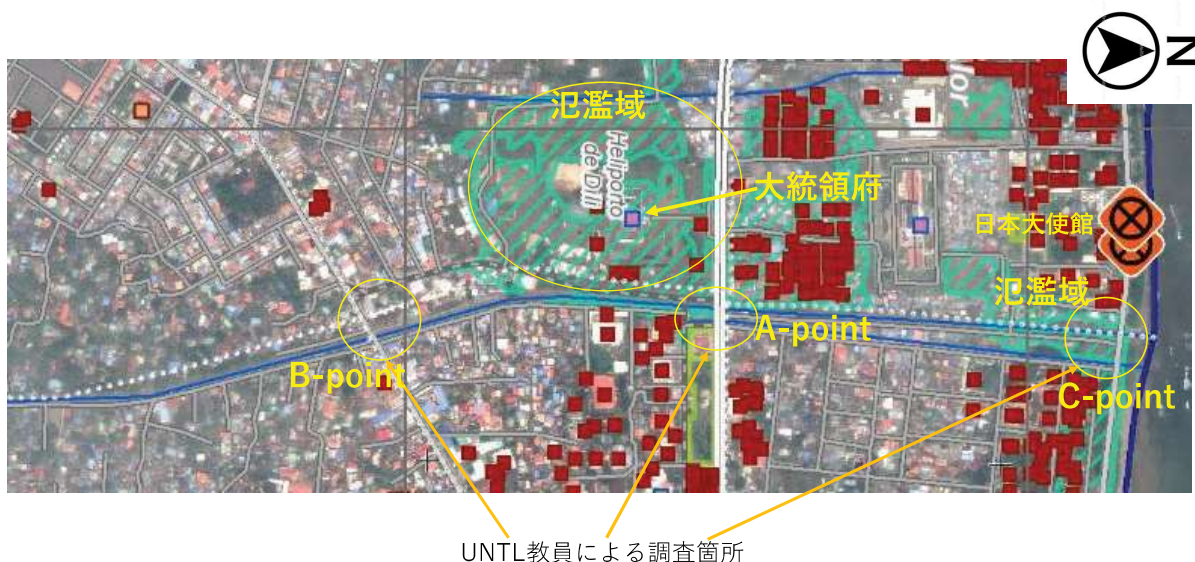 N
氾濫域
lor
Heliporto
de Dili
大統領府
日本大使館
氾濫域
A-point
B-point
C-point
UNTL教員による調査箇所